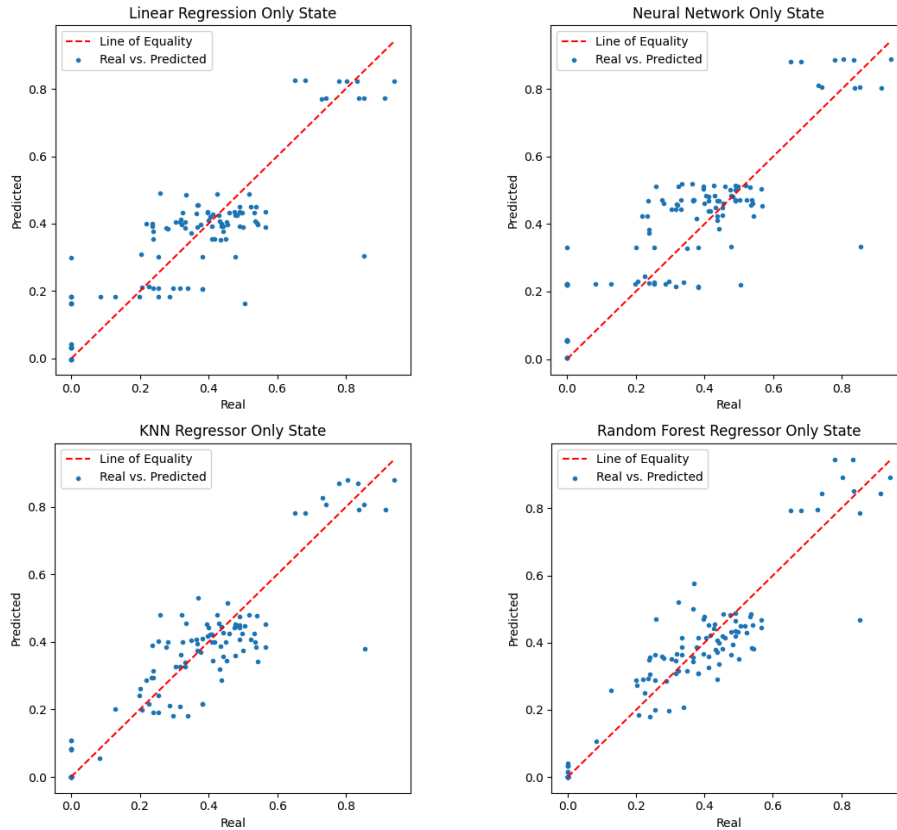 Linear Regression Only State
Line of Equality
Real vs. Predicted
0.8
0.6
0.4
0.2
0.0
Predicted
0.0 0.2 0.4 0.6 0.8
Real
Neural Network Only State
Line of Equality
Real vs. Predicted
0.8
0.6
0.4
0.2
0.0
Predicted
0.0 0.2 0.4 0.6 0.8
Real
KNN Regressor Only State
Line of Equality
Real vs. Predicted
0.8
0.6
0.4
0.2
0.0
Predicted
0.0 0.2 0.4 0.6 0.8
Real
Random Forest Regressor Only State
Line of Equality
Real vs. Predicted
0.8
0.6
0.4
0.2
0.0
Predicted
0.0 0.2 0.4 0.6 0.8
Real